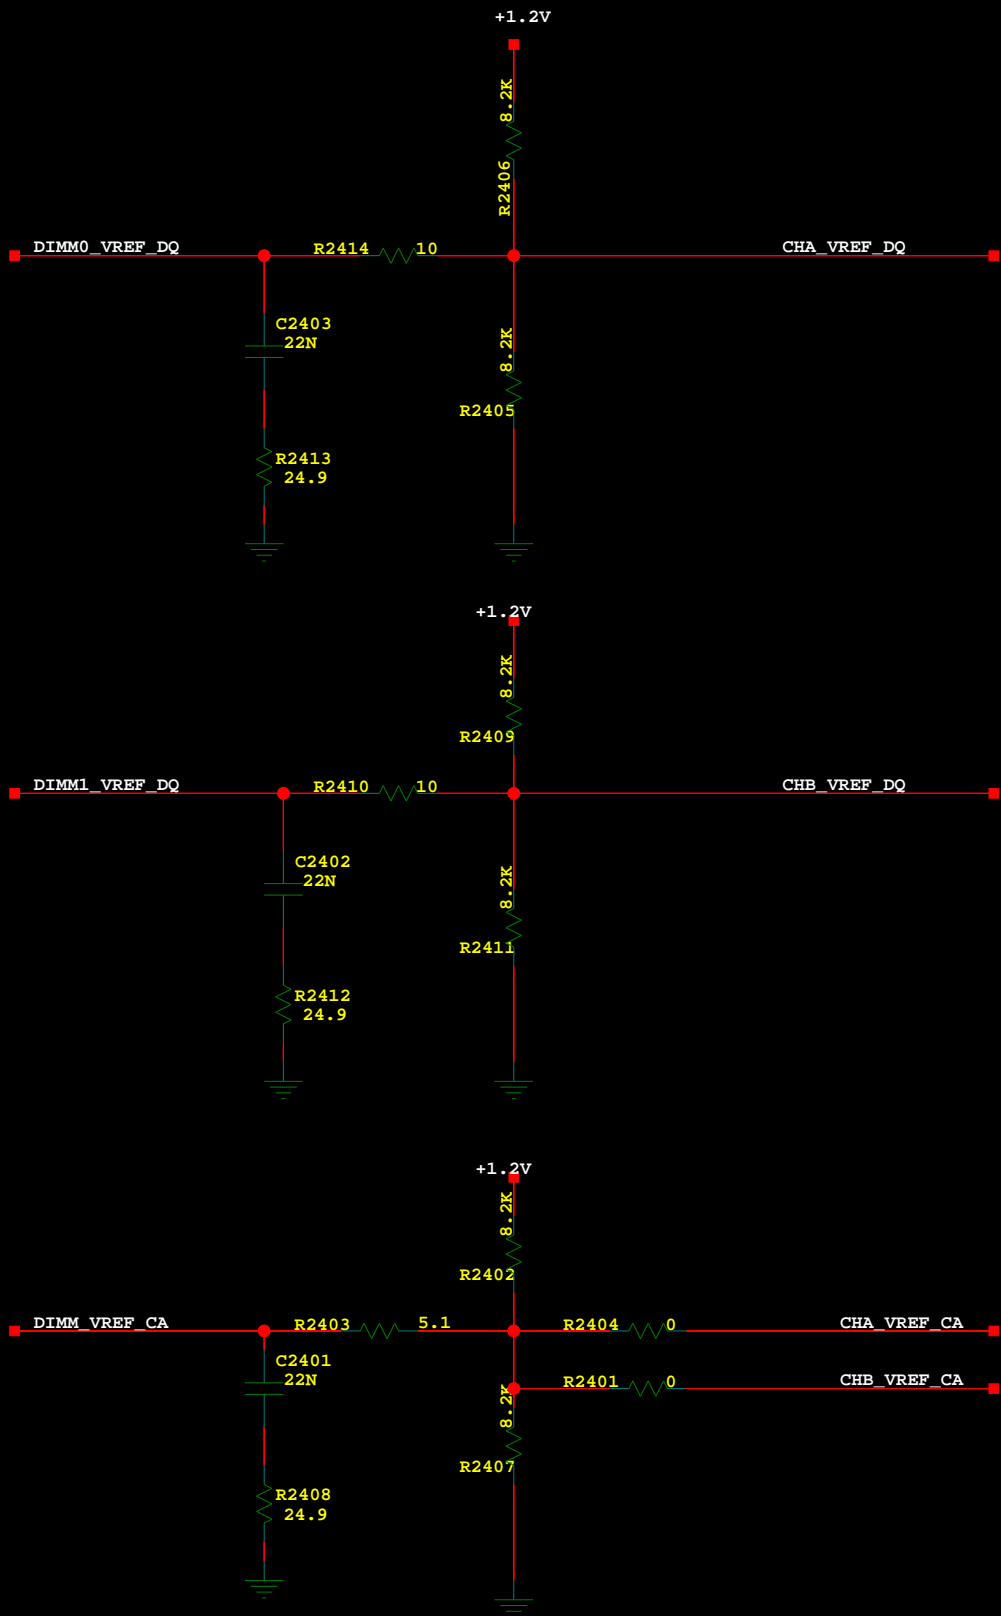 +1.2V
8.2K
R2406
DIMM0_VREF_DQ
R2414
10
CHA_VREF_DQ
C2403
22N
8.2K
R2405
R2413
24.9
+1.2V
8.2K
R2409
DIMM1_VREF_DQ
R2410
10
CHB_VREF_DQ
C2402
22N
8.2K
R2411
R2412
24.9
+1.2V
8.2K
R2402
DIMM_VREF_CA
R2403
5.1
R2404
0
CHA_VREF_CA
C2401
22N
R2401
0
CHB_VREF_CA
8.2K
R2407
R2408
24.9